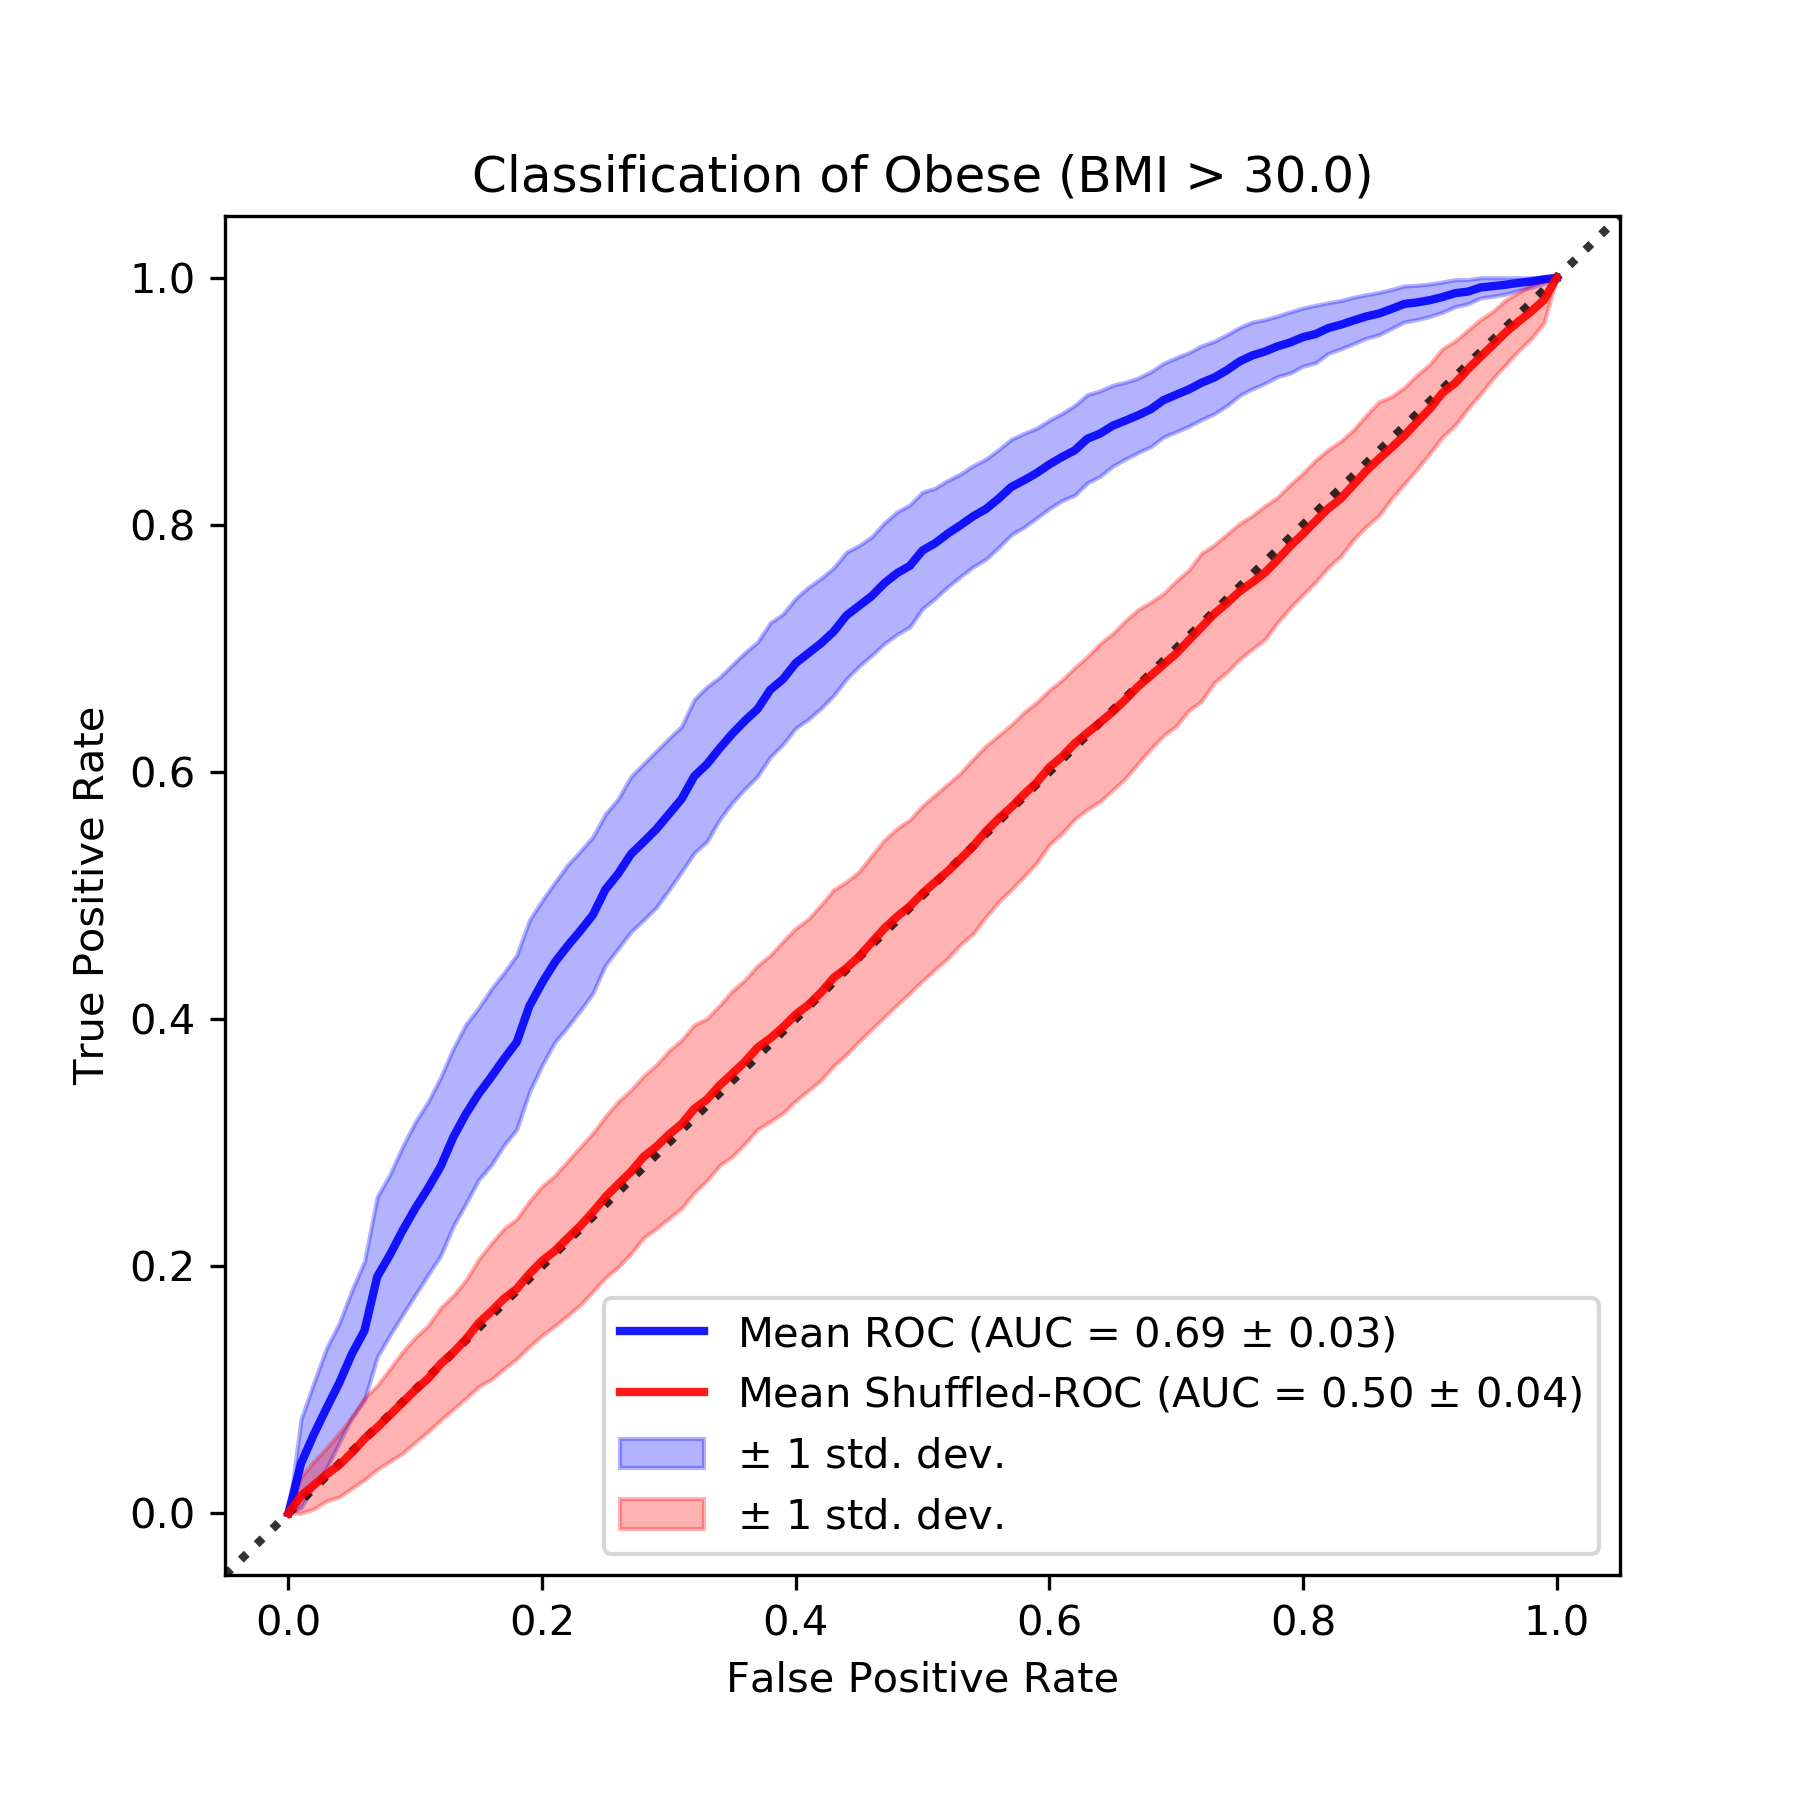 Classification of Obese (BMI > 30.0)
1.0
0.8
0.6
0.4
0.2
0.0
True Positive Rate
Mean ROC (AUC = 0.69 ± 0.03)
Mean Shuffled-ROC (AUC = 0.50 ± 0.04)
± 1 std. dev.
± 1 std. dev.
0.0 0.2 0.4 0.6 0.8 1.0
False Positive Rate